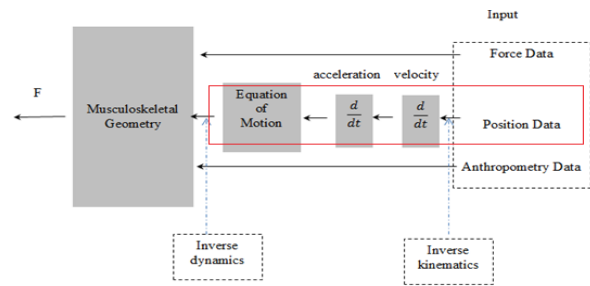 Input
Force Data
F
acceleration velocity
Equation
of
Motion
Musculoskeletal
Geometry
d
dt
d
dt
Position Data
Anthropometry Data
Inverse
dynamics
Inverse
kinematics